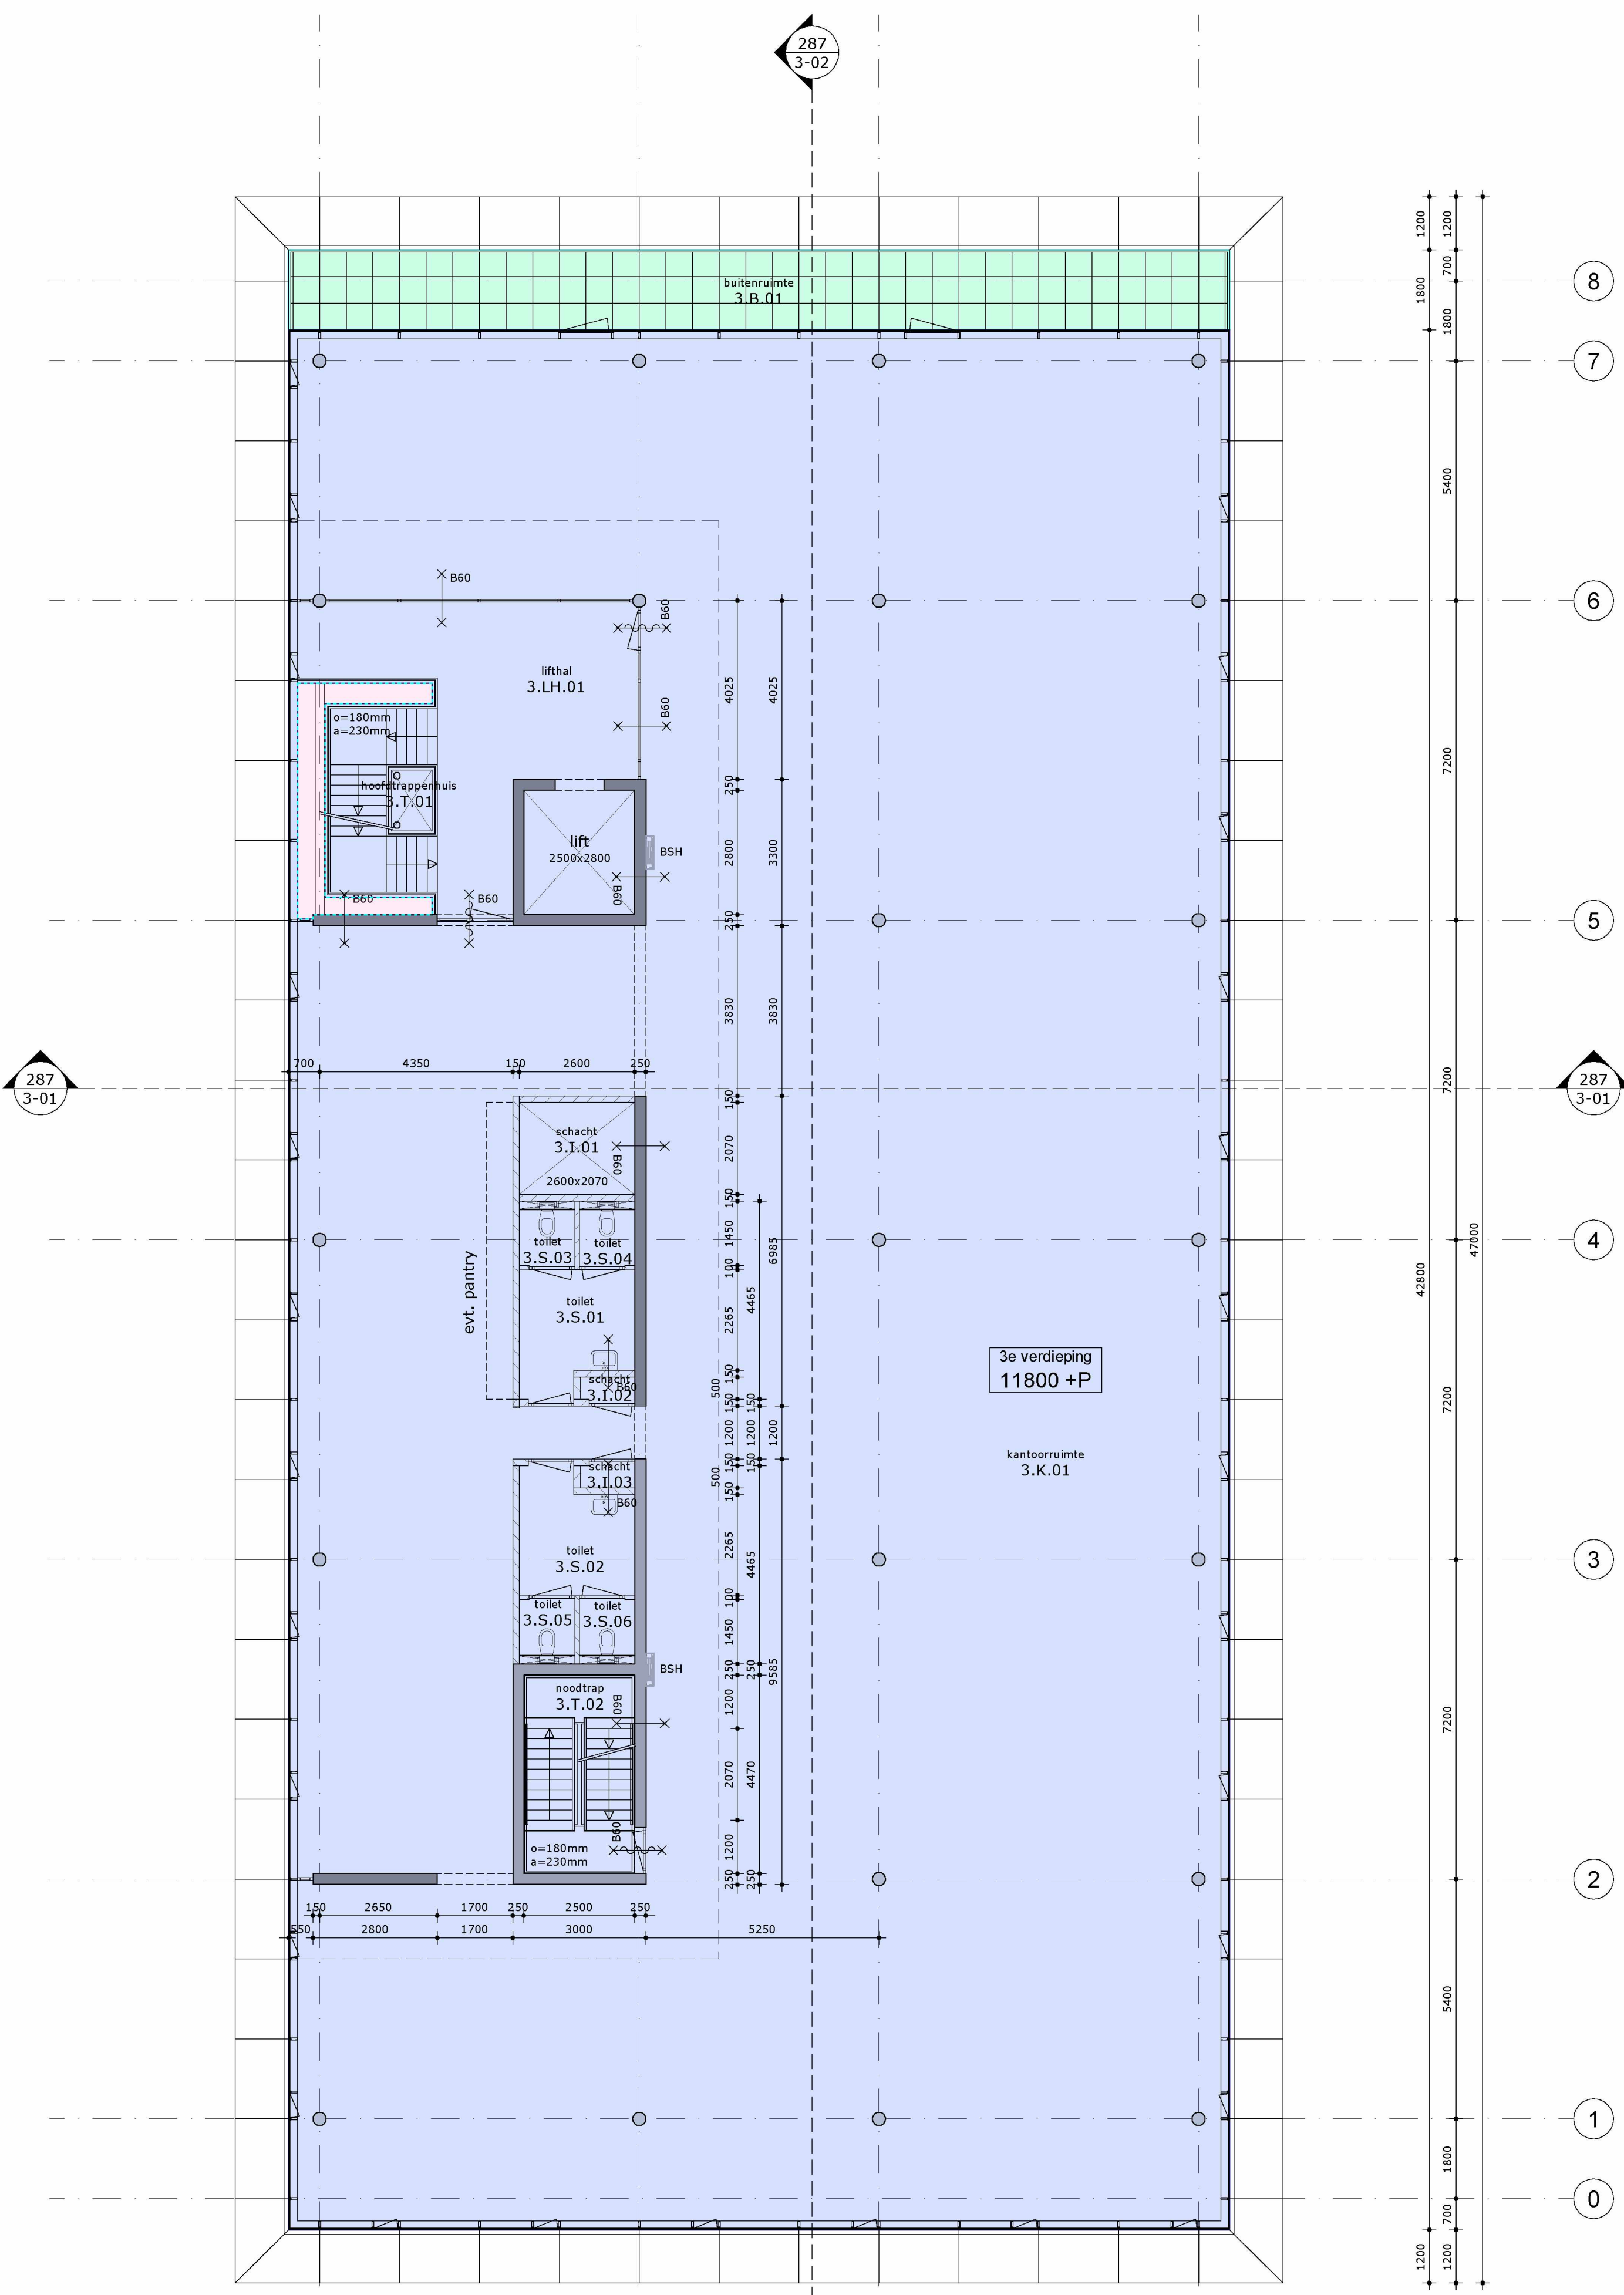 287
3-02
1200
1200
700
8
1800
buitenruimte
3.B.01
1800
7
5400
B60
B60
6
lifthal
3.LH.01
B60
4025
4025
o=180mm
a=230mm
hoofdtrappenhuis
3.T.01
250
7200
lift
2500x2800
BSH
2800
3300
B60
B60
B60
250
5
3830
3830
700
4350
150
2600
250
287
3-01
7200
287
3-01
150
schacht
3.I.01
B60
2600x2070
2070
150
toilet
3.S.03
toilet
3.S.04
1450
6985
4
47000
42800
100
evt. pantry
toilet
3.S.01
2265
4465
3e verdieping
11800 +P
150
schacht
3.I.02
B60
500
150
150
7200
1200
1200
1200
kantoorruimte
3.K.01
schacht
3.I.03
B60
150
150
500
150
toilet
3.S.02
2265
4465
3
toilet
3.S.05
toilet
3.S.06
100
1450
BSH
250
250
9585
noodtrap
3.T.02
B60
1200
7200
2070
4470
B60
o=180mm
a=230mm
1200
250
250
2
150
2650
1700
250
2500
250
550
2800
1700
3000
5250
5400
1
1800
0
700
1200
1200